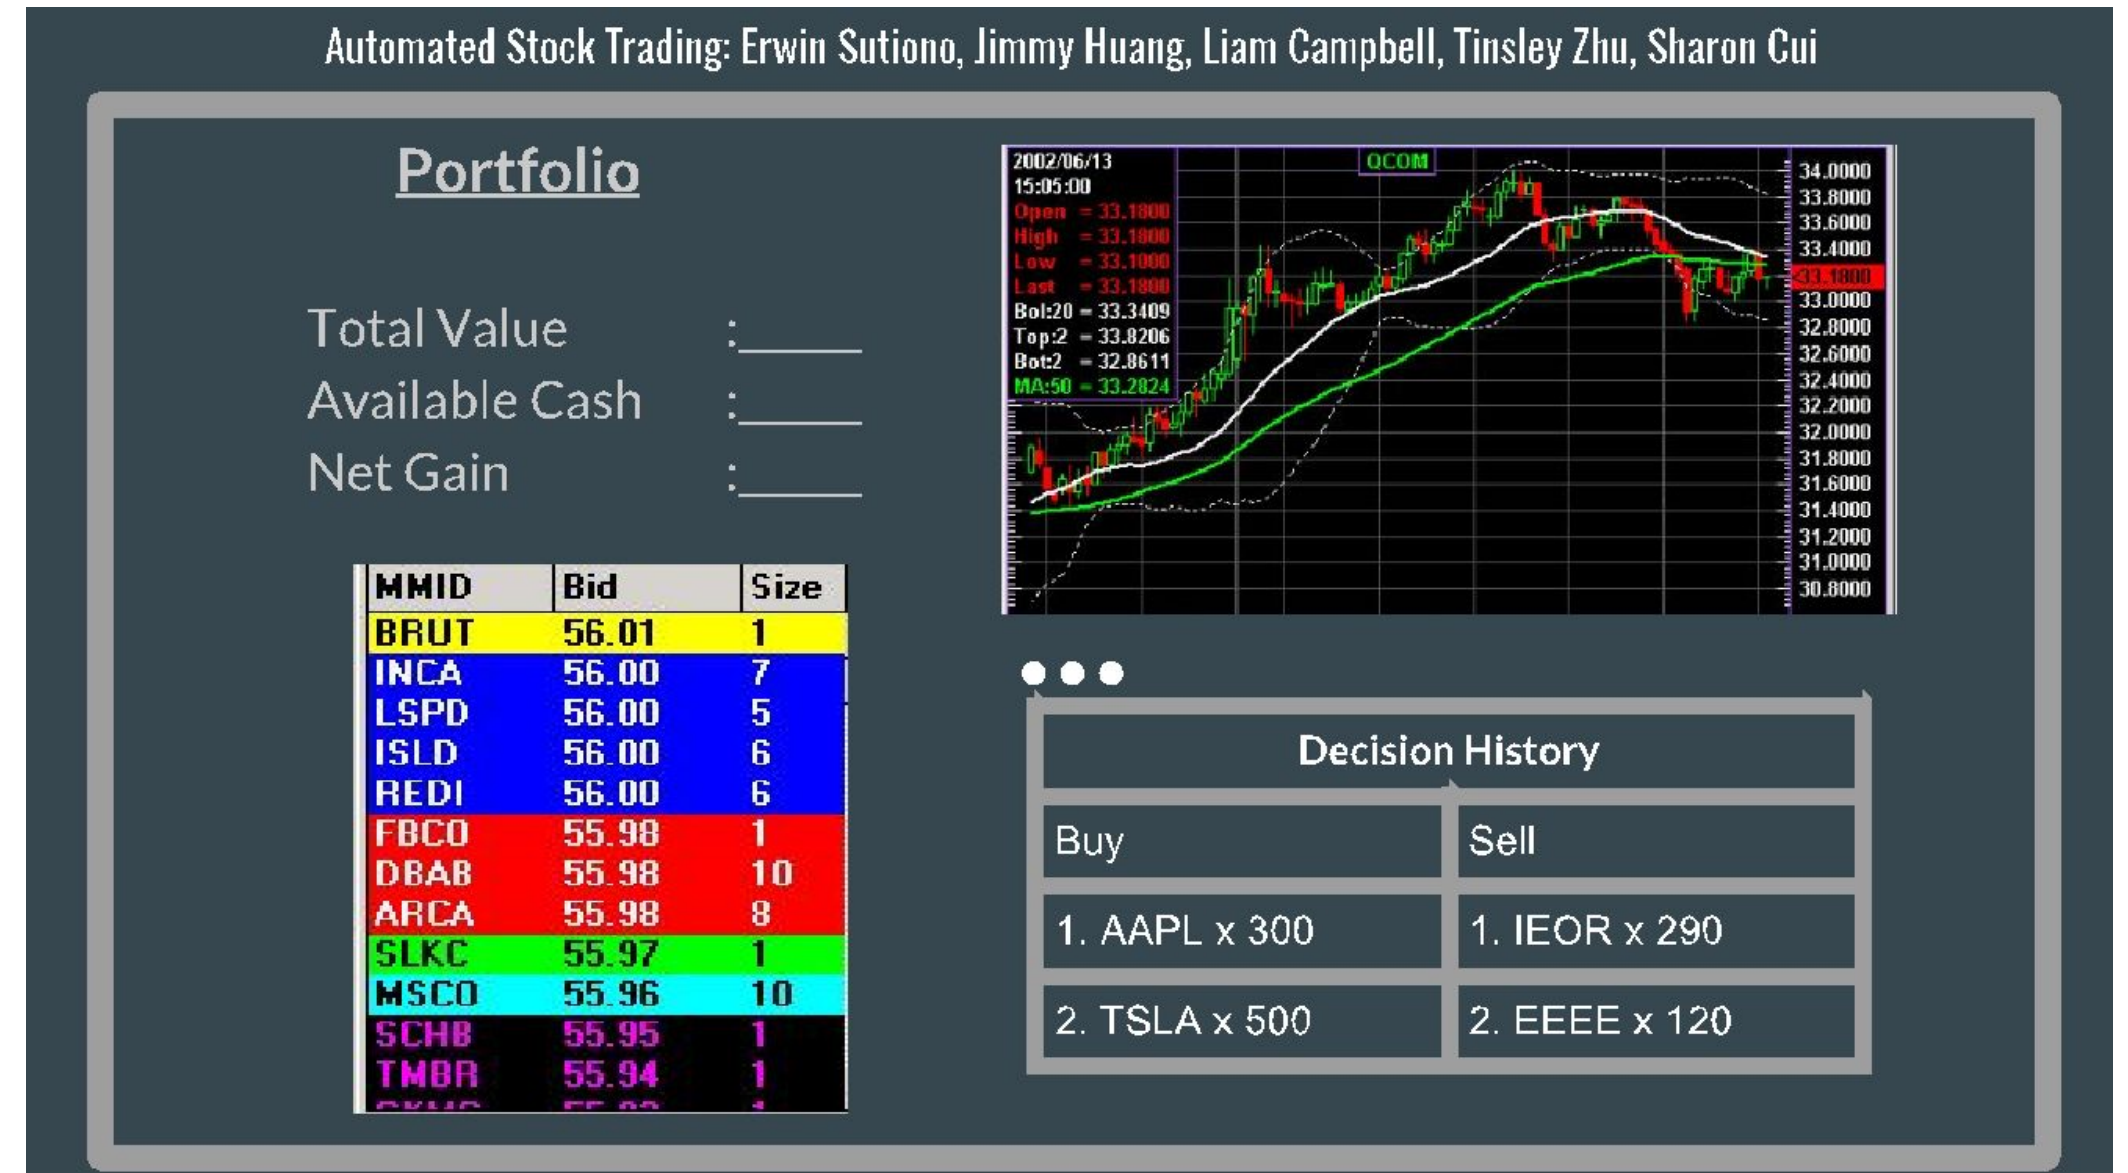 Automated Stock Trading: Erwin Sutiono, Jimmy Huang, Liam Campbell, Tinsley Zhu, Sharon Cui
Portfolio
Total Value :_____
Available Cash :_____
Net Gain :_____
MMID Bid Size
BRUT 56.01 1
INCA 56.00 7
LSPD 56.00 5
ISLD 56.00 6
REDI 56.00 6
FBCO 55.98 1
DBAB 55.98 10
ARCA 55.98 8
SLKC 55.97 1
MSCO 55.96 10
SCHB 55.95 1
TMBR 55.94 1
2002/06/13
15:05:00
Open = 33.1800
High = 33.1800
Low = 33.1000
Last = 33.1800
Bol:20 = 33.3409
Top:2 = 33.8206
Bot:2 = 32.8611
MA:50 = 33.2824
QCOM
34.0000
33.8000
33.6000
33.4000
33.1800
33.0000
32.8000
32.6000
32.4000
32.2000
32.0000
31.8000
31.6000
31.4000
31.2000
31.0000
30.8000
Decision History
Buy Sell
1. AAPL x 300 1. IEOR x 290
2. TSLA x 500 2. EEEE x 120